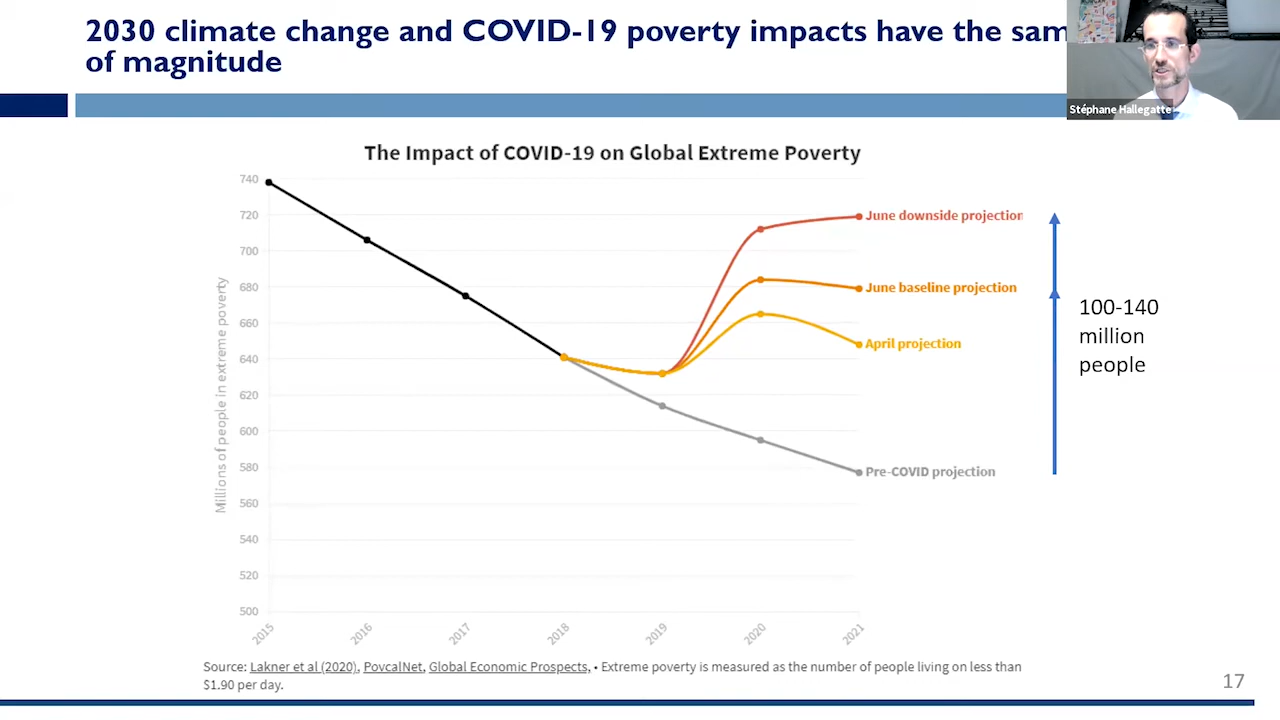 2030 climate change and COVID-19 poverty impacts have the sam
of magnitude
Stéphane Hallegatte
The Impact of COVID-19 on Global Extreme Poverty
740
720
700
680
660
640
620
600
580
560
540
520
500
Millions of people in extreme poverty
2015
2016
2017
2018
2019
2020
2021
June downside projection
June baseline projection
April projection
Pre-COVID projection
100-140
million
people
Source: Lakner et al (2020), PovcalNet, Global Economic Prospects, • Extreme poverty is measured as the number of people living on less than
$1.90 per day.
17